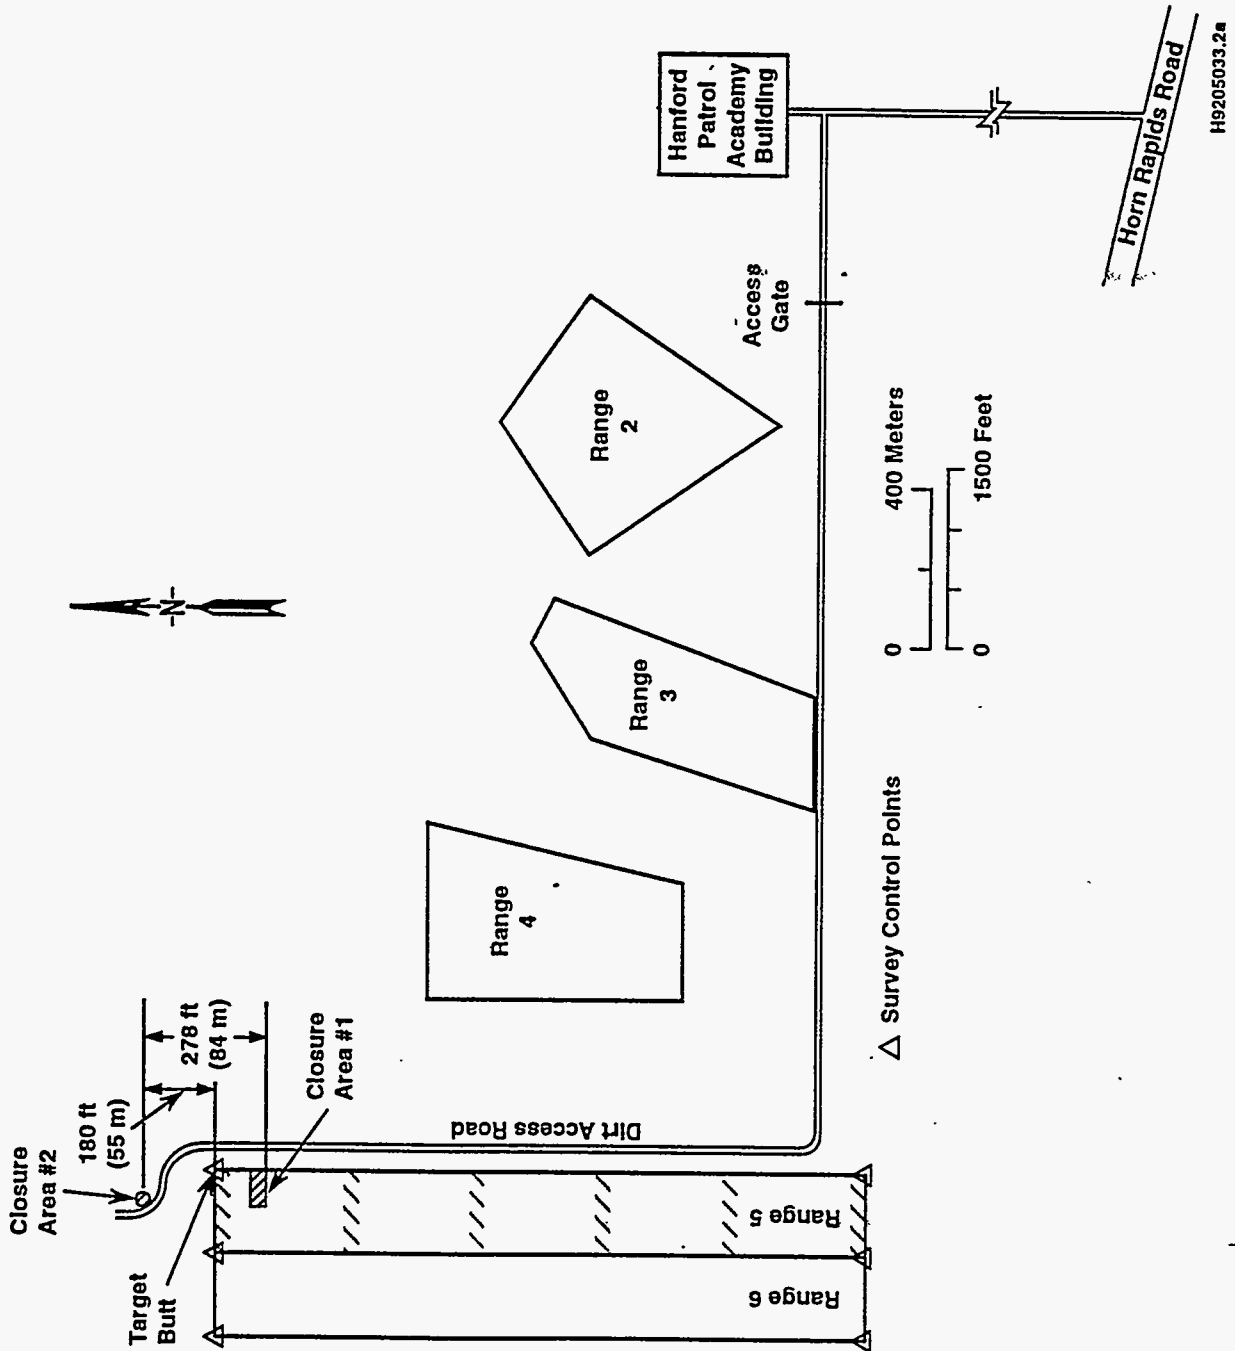 Closure
Area #2
180 ft
(55 m)
278 ft
(84 m)
Target
Butt
Closure
Area #1
Dirt Access Road
Range 5
Range 6
Range
4
Range
3
Range
2
-N-
Hanford
Patrol
Academy
Building
Access
Gate
Horn Rapids Road
0 400 Meters
0 1500 Feet
△ Survey Control Points
H9205033.2a